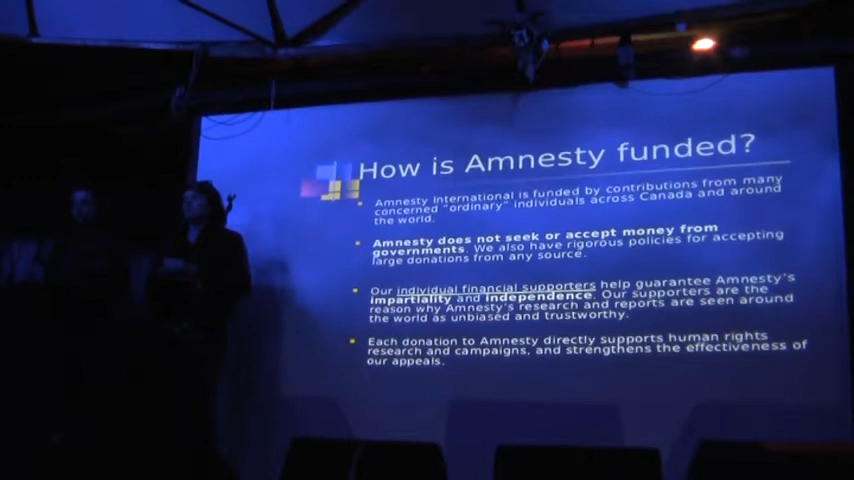 How is Amnesty funded?
Amnesty International is funded by contributions from many
concerned "ordinary" individuals across Canada and around
the world.
Amnesty does not seek or accept money from
governments. We also have rigorous policies for accepting
large donations from any source.
Our individual financial supporters help guarantee Amnesty's
impartiality and independence. Our supporters are the
reason why Amnesty's research and reports are seen around
the world as unbiased and trustworthy.
Each donation to Amnesty directly supports human rights
research and campaigns, and strengthens the effectiveness of
our appeals.